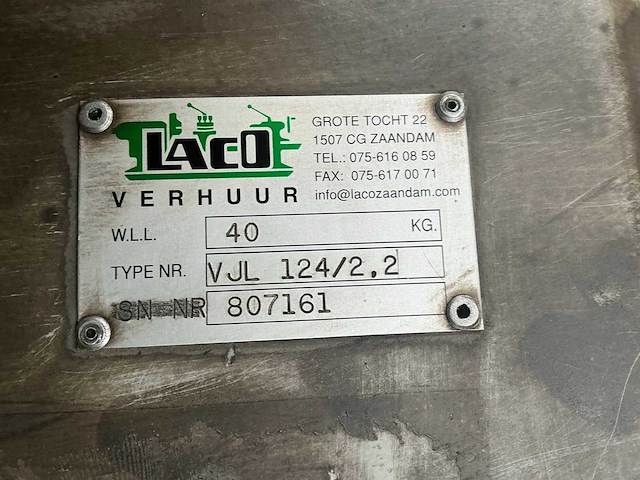 LACO
VERHUUR
GROTE TOCHT 22
1507 CG ZAANDAM
TEL.: 075-616 08 59
FAX: 075-617 00 71
info@lacozaandam.com
W.L.L. 40 KG.
TYPE NR. VJL 124/2.2
SN NR 807161